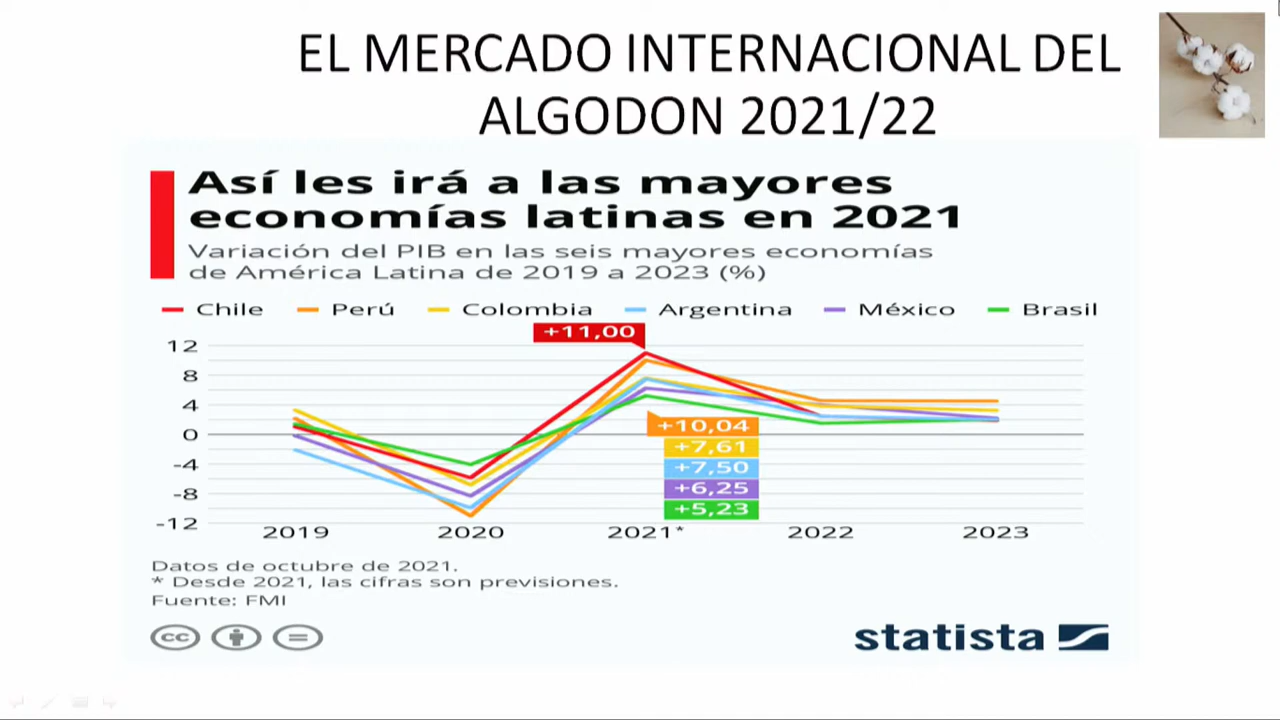 EL MERCADO INTERNACIONAL DEL
ALGODON 2021/22
Así les irá a las mayores
economías latinas en 2021
Variación del PIB en las seis mayores economías
de América Latina de 2019 a 2023 (%)
Chile Perú Colombia Argentina México Brasil
+11,00
12
8
4
0
-4
-8
-12
+10,04
+7,61
+7,50
+6,25
+5,23
2019 2020 2021* 2022 2023
Datos de octubre de 2021.
* Desde 2021, las cifras son previsiones.
Fuente: FMI
cc
statista